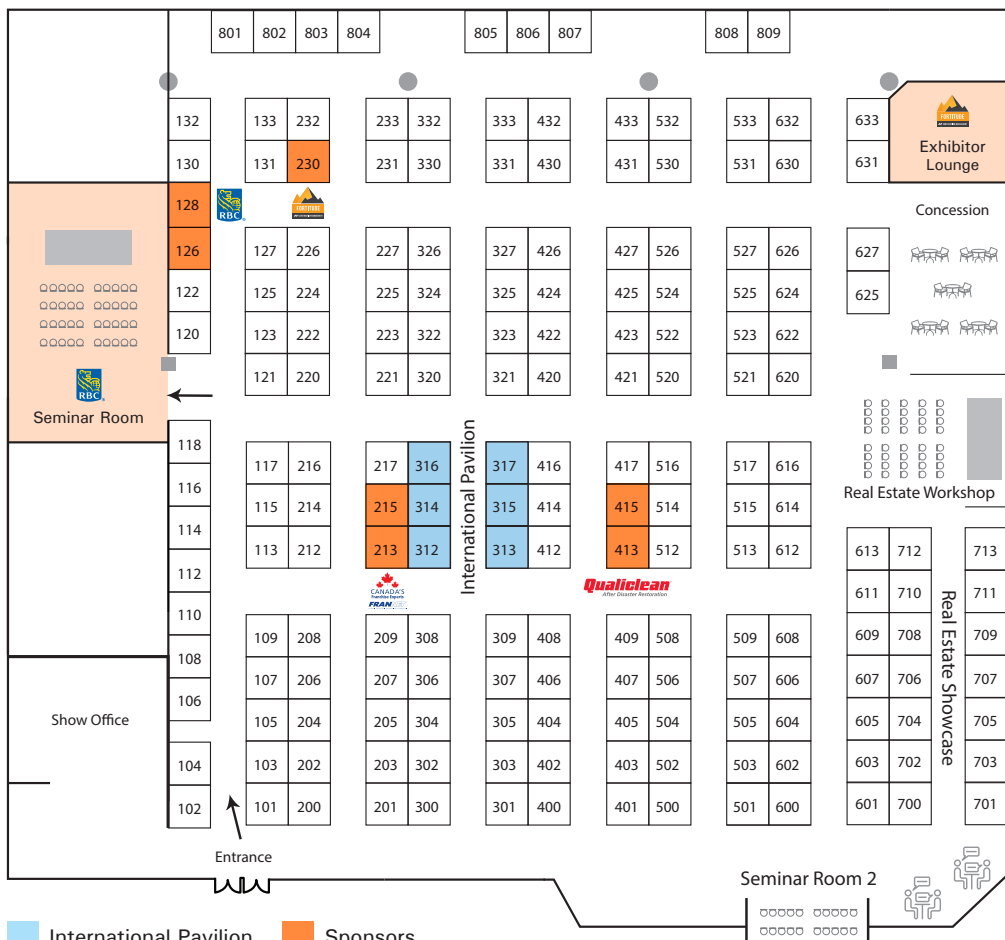 801 802 803 804 805 806 807 808 809
132 133 232 233 332 333 432 433 532 533 632 633
FORTITUDE
130 131 230 231 330 331 430 431 530 531 630 631
Exhibitor
Lounge
128
RBC
FORTITUDE
Concession
126 127 226 227 326 327 426 427 526 527 626 627
122 125 224 225 324 325 424 425 524 525 624 625
120 123 222 223 322 323 422 423 522 523 622
121 220 221 320 321 420 421 520 521 620
RBC
Seminar Room
118
117 216 217 316 317 416 417 516 517 616
International Pavilion
116
Real Estate Workshop
115 214 215 314 315 414 415 514 515 614
114
113 212 213 312 313 412 413 512 513 612 613 712 713
112
CANADA'S
Franchise Experts
FRAN
Qualiclean
After Disaster Restoration
611 710 711
110
109 208 209 308 309 408 409 508 509 608 609 708 709
Real Estate Showcase
108
107 206 207 306 307 406 407 506 507 606 607 706 707
106
Show Office
105 204 205 304 305 404 405 504 505 604 605 704 705
104 103 202 203 302 303 402 403 502 503 602 603 702 703
102 101 200 201 300 301 400 401 500 501 600 601 700 701
Entrance
Seminar Room 2
International Pavilion
Sponsors